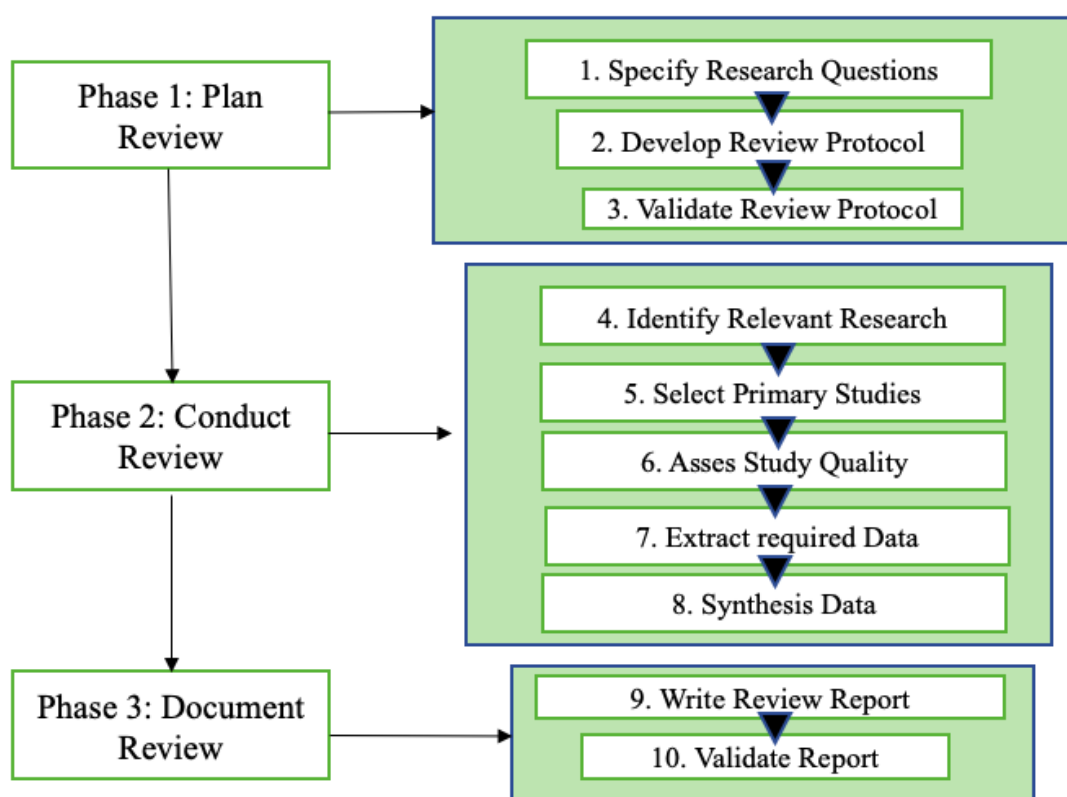 Phase 1: Plan
Review
1. Specify Research Questions
2. Develop Review Protocol
3. Validate Review Protocol
Phase 2: Conduct
Review
4. Identify Relevant Research
5. Select Primary Studies
6. Asses Study Quality
7. Extract required Data
8. Synthesis Data
Phase 3: Document
Review
9. Write Review Report
10. Validate Report